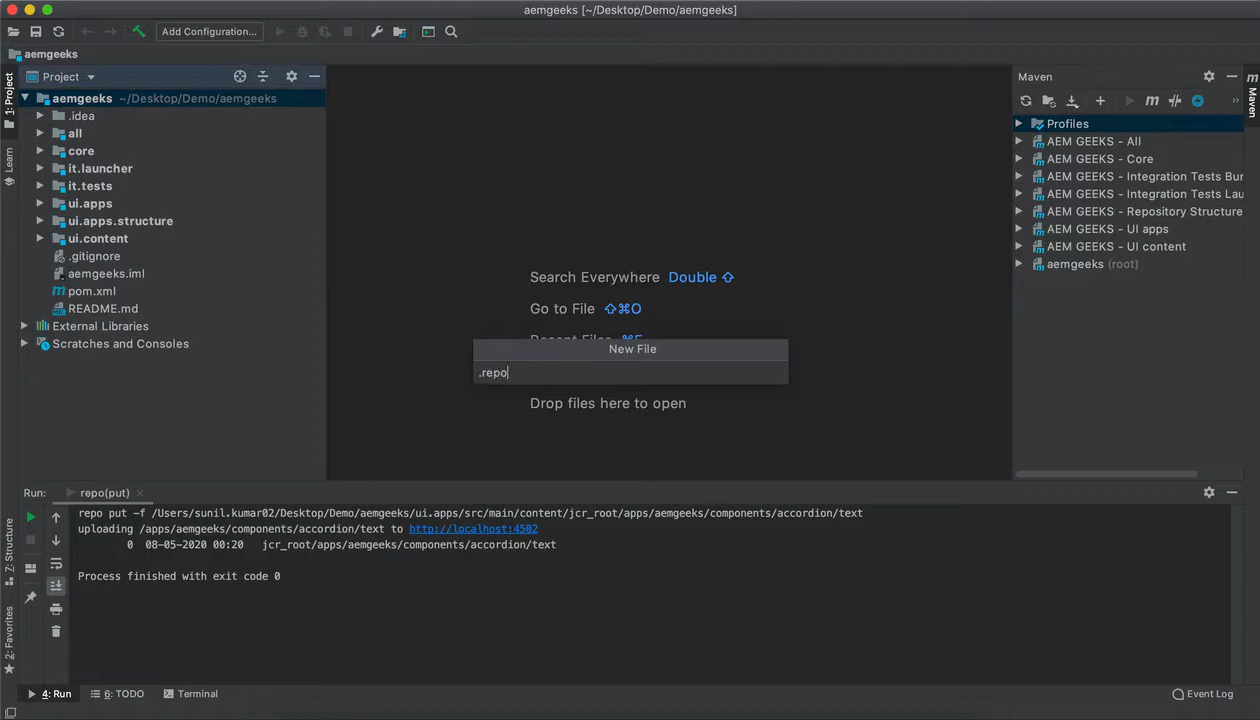 aemgeeks [~/Desktop/Demo/aemgeeks]
Add Configuration...
aemgeeks
1: Project
Learn
7: Structure
2: Favorites
Project
aemgeeks ~/Desktop/Demo/aemgeeks
.idea
all
core
it.launcher
it.tests
ui.apps
ui.apps.structure
ui.content
.gitignore
aemgeeks.iml
pom.xml
README.md
External Libraries
Scratches and Consoles
Search Everywhere Double ⇧
Go to File ⇧⌘O
New File
.repo
Drop files here to open
Maven
Maven
Profiles
AEM GEEKS - All
AEM GEEKS - Core
AEM GEEKS - Integration Tests Bun
AEM GEEKS - Integration Tests Lau
AEM GEEKS - Repository Structure
AEM GEEKS - UI apps
AEM GEEKS - UI content
aemgeeks (root)
Run: repo(put)
repo put -f /Users/sunil.kumar02/Desktop/Demo/aemgeeks/ui.apps/src/main/content/jcr_root/apps/aemgeeks/components/accordion/text
uploading /apps/aemgeeks/components/accordion/text to http://localhost:4502
0 08-05-2020 00:20 jcr_root/apps/aemgeeks/components/accordion/text
Process finished with exit code 0
4: Run 6: TODO Terminal Event Log